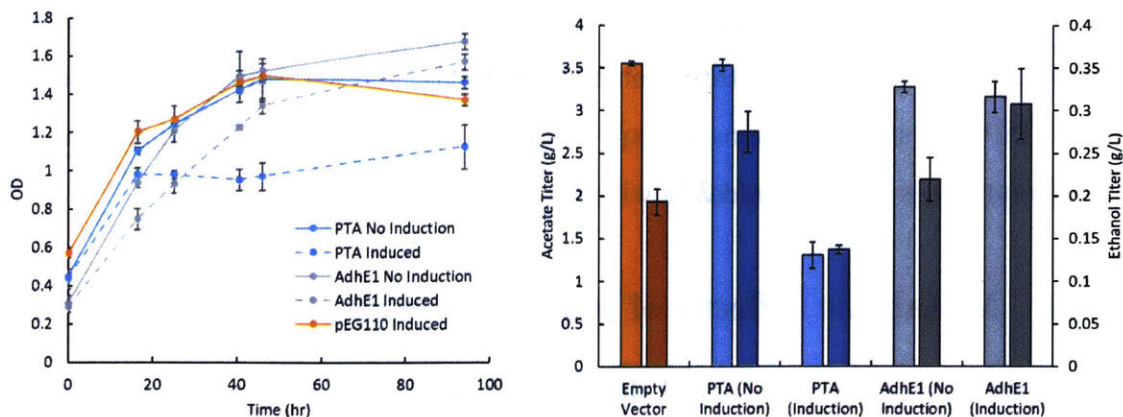 1.8
1.6
1.4
1.2
1
0.8
0.6
0.4
0.2
0
OD
0 20 40 60 80 100
Time (hr)
PTA No Induction
PTA Induced
AdhE1 No Induction
AdhE1 Induced
pEG110 Induced
4
3.5
3
2.5
2
1.5
1
0.5
0
Acetate Titer (g/L)
0.4
0.35
0.3
0.25
0.2
0.15
0.1
0.05
0
Ethanol Titer (g/L)
Empty
Vector
PTA (No
Induction)
PTA
(Induction)
AdhE1 (No
Induction)
AdhE1
(Induction)